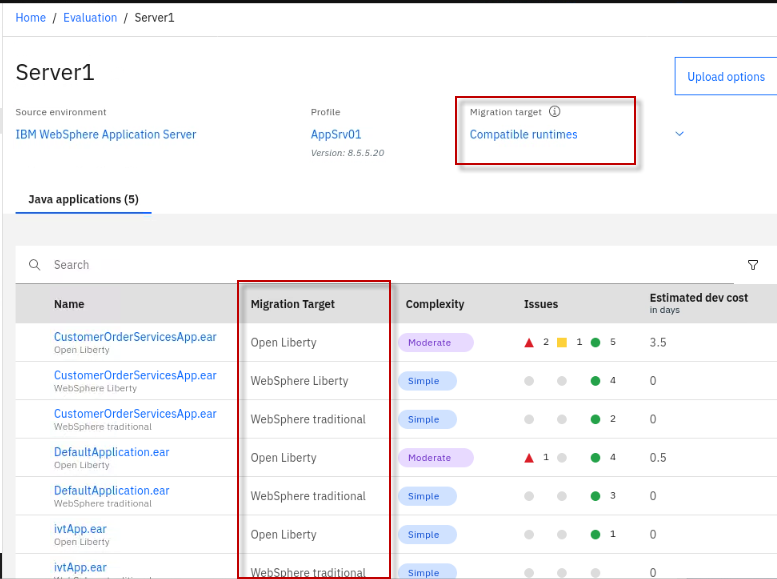 Home / Evaluation / Server1
Server1
Upload options
Source environment
Profile
Migration target
IBM WebSphere Application Server
AppSrv01
Compatible runtimes
Version: 8.5.5.20
Java applications (5)
Search
Name Migration Target Complexity Issues Estimated dev cost
in days
CustomerOrderServicesApp.ear Open Liberty Moderate 2 1 5 3.5
Open Liberty
CustomerOrderServicesApp.ear WebSphere Liberty Simple 4 0
WebSphere Liberty
CustomerOrderServicesApp.ear WebSphere traditional Simple 2 0
WebSphere traditional
DefaultApplication.ear Open Liberty Moderate 1 4 0.5
Open Liberty
DefaultApplication.ear WebSphere traditional Simple 3 0
WebSphere traditional
ivtApp.ear Open Liberty Simple 1 0
Open Liberty
ivtApp.ear WebSphere traditional Simple 0
WebSphere traditional